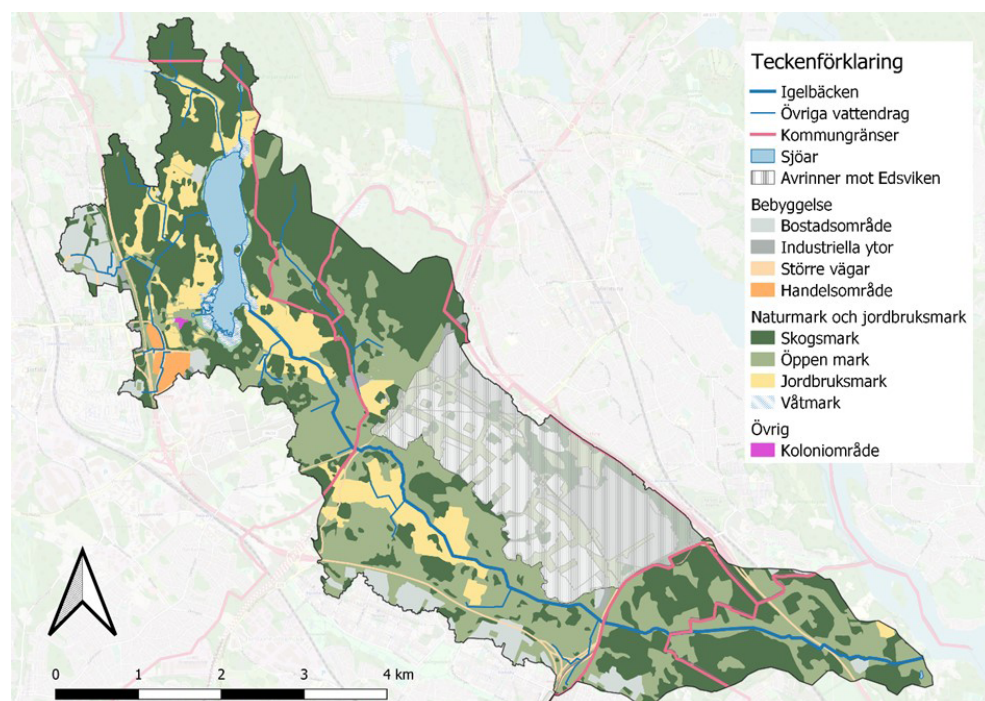 Teckenförklaring
Igelbäcken
Övriga vattendrag
Kommungränser
Sjöar
Avrinner mot Edsviken
Bebyggelse
Bostadsområde
Industriella ytor
Större vägar
Handelsområde
Naturmark och jordbruksmark
Skogsmark
Öppen mark
Jordbruksmark
Våtmark
Övrig
Koloniområde
0 1 2 3 4 km